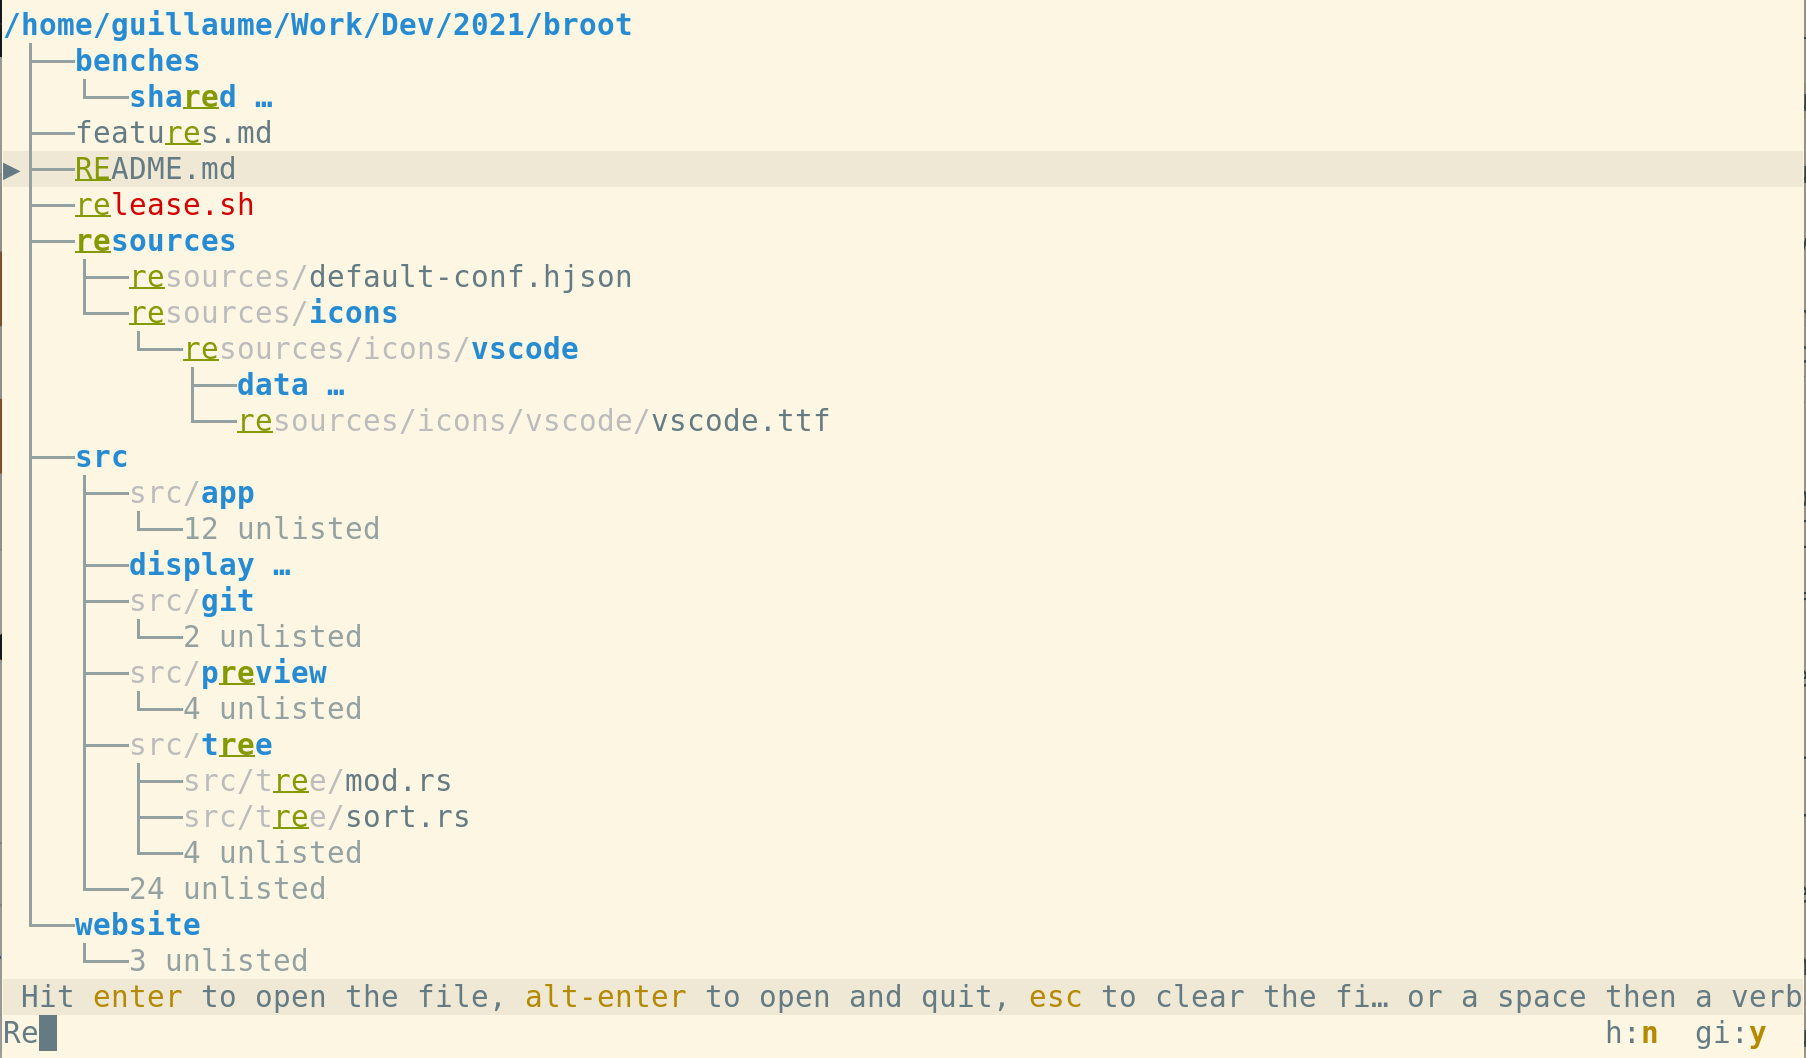 /home/guillaume/Work/Dev/2021/broot
benches
shared …
features.md
README.md
release.sh
resources
resources/default-conf.hjson
resources/icons
resources/icons/vscode
data …
resources/icons/vscode/vscode.ttf
src
src/app
12 unlisted
display …
src/git
2 unlisted
src/preview
4 unlisted
src/tree
src/tree/mod.rs
src/tree/sort.rs
4 unlisted
24 unlisted
website
3 unlisted
Hit enter to open the file, alt-enter to open and quit, esc to clear the fi… or a space then a verb
Re h:n gi:y